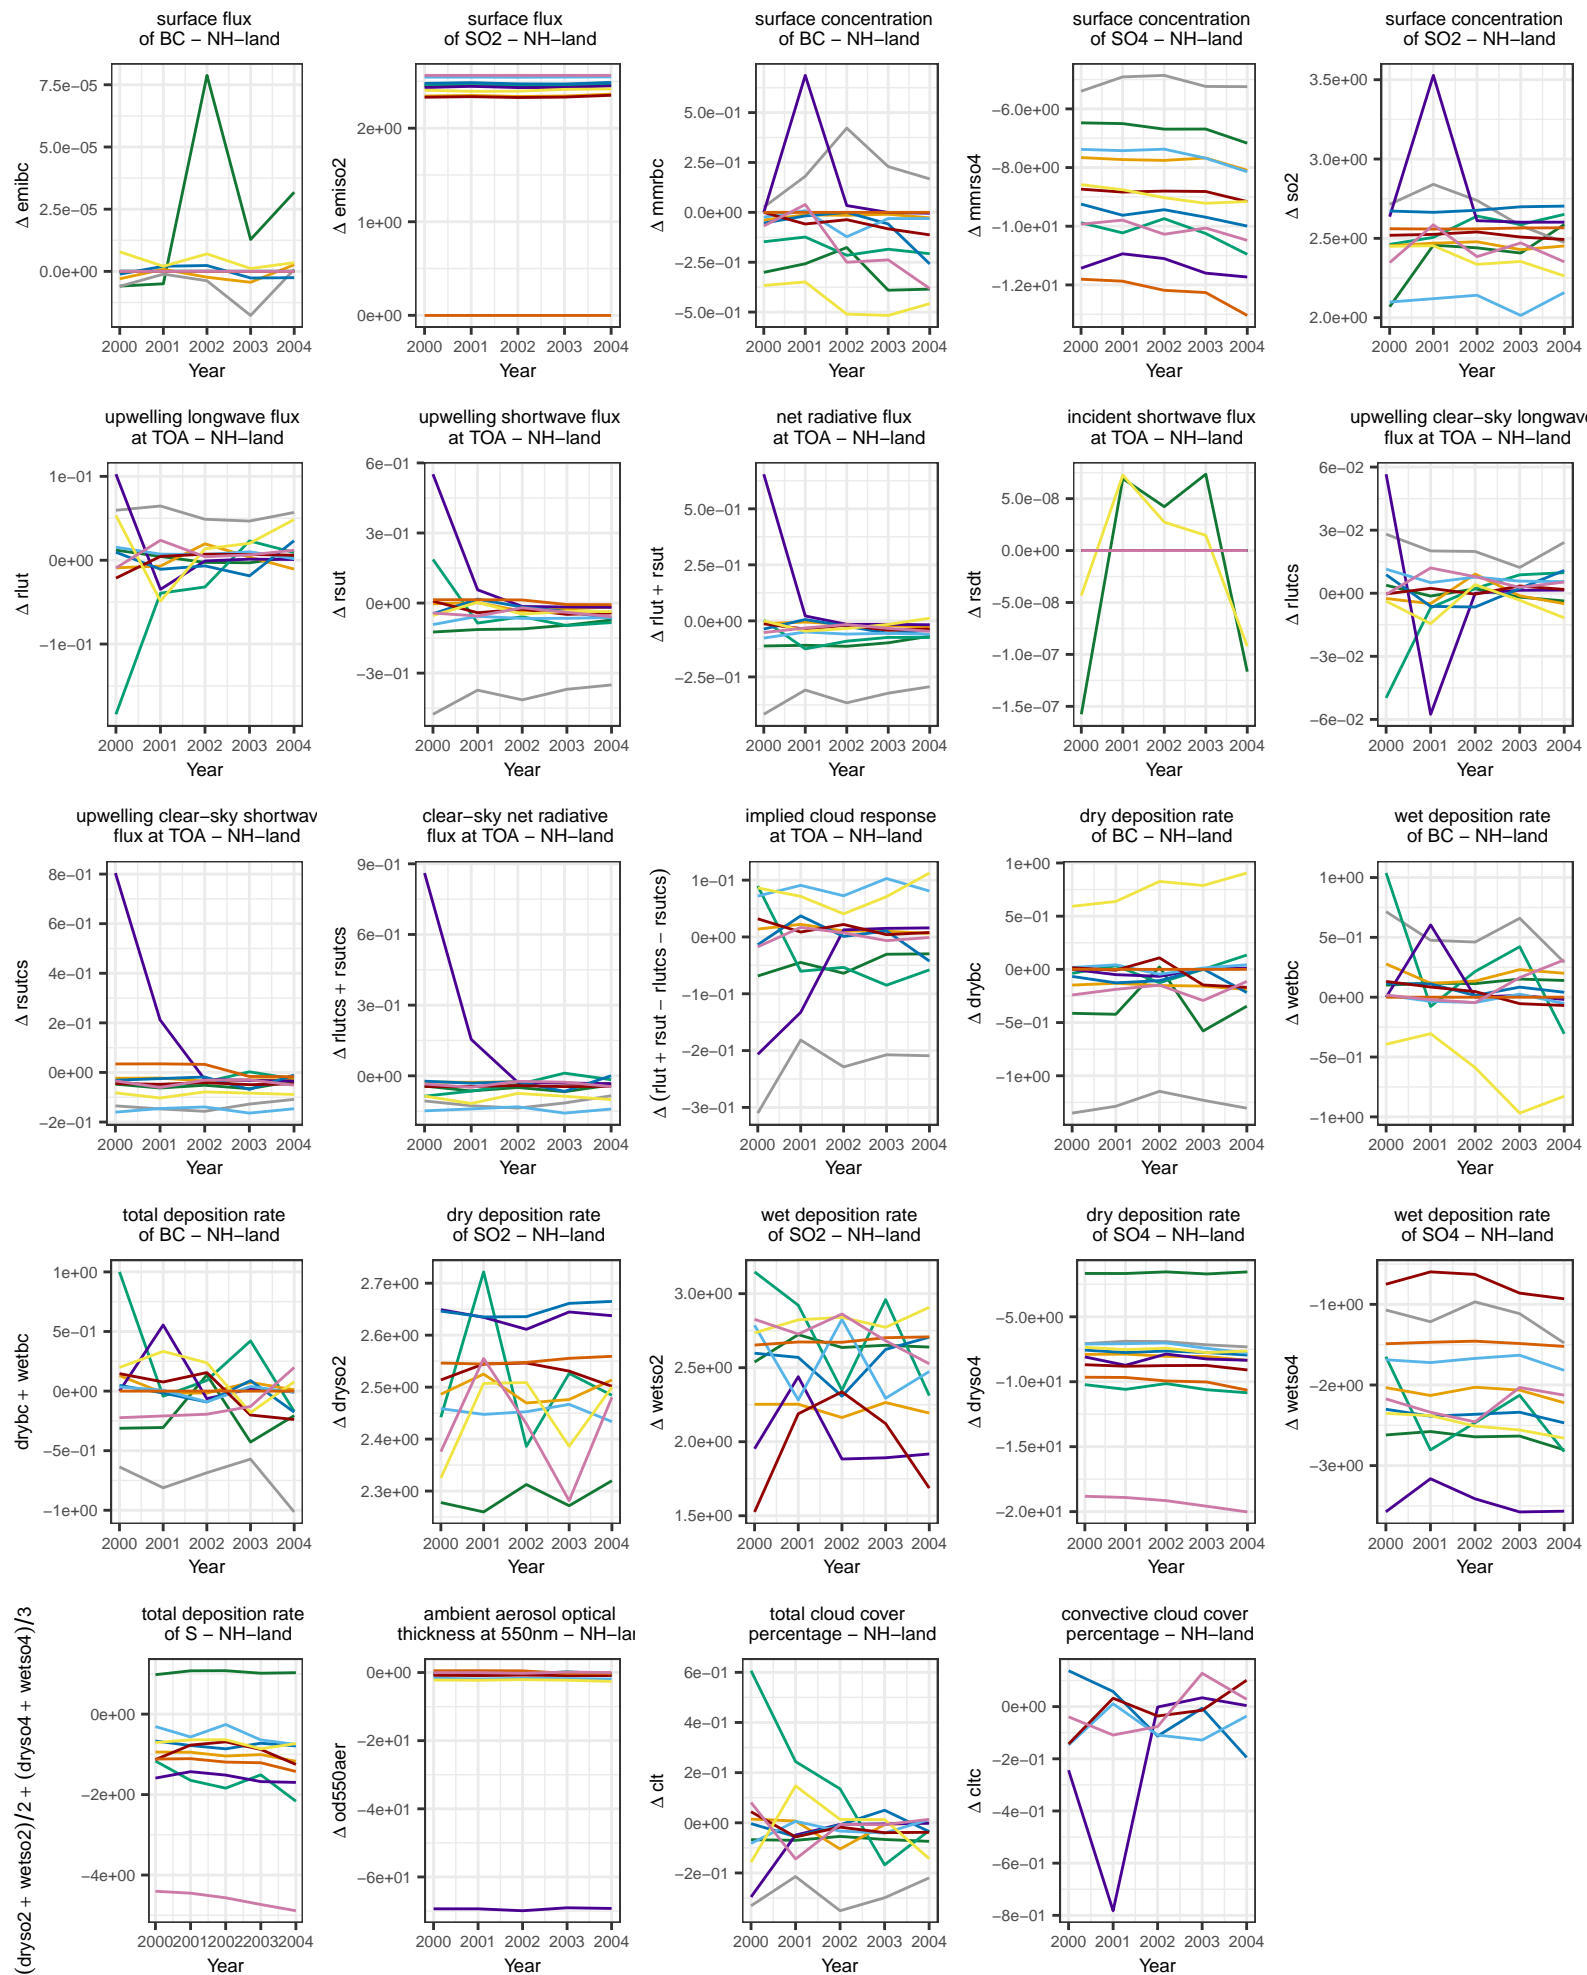 surface flux
of BC − NH−land
Δ emibc
7.5e−05
5.0e−05
2.5e−05
0.0e+00
2000 2001 2002 2003 2004
Year
surface flux
of SO2 − NH−land
Δ emiso2
2e+00
1e+00
0e+00
2000 2001 2002 2003 2004
Year
surface concentration
of BC − NH−land
Δ mmrbc
5.0e−01
2.5e−01
0.0e+00
−2.5e−01
−5.0e−01
2000 2001 2002 2003 2004
Year
surface concentration
of SO4 − NH−land
Δ mmrso4
−6.0e+00
−8.0e+00
−1.0e+01
−1.2e+01
2000 2001 2002 2003 2004
Year
surface concentration
of SO2 − NH−land
Δ so2
3.5e+00
3.0e+00
2.5e+00
2.0e+00
2000 2001 2002 2003 2004
Year
upwelling longwave flux
at TOA − NH−land
Δ rlut
1e−01
0e+00
−1e−01
2000 2001 2002 2003 2004
Year
upwelling shortwave flux
at TOA − NH−land
Δ rsut
6e−01
3e−01
0e+00
−3e−01
2000 2001 2002 2003 2004
Year
net radiative flux
at TOA − NH−land
Δ rlut + rsut
5.0e−01
2.5e−01
0.0e+00
−2.5e−01
2000 2001 2002 2003 2004
Year
incident shortwave flux
at TOA − NH−land
Δ rsdt
5.0e−08
0.0e+00
−5.0e−08
−1.0e−07
−1.5e−07
2000 2001 2002 2003 2004
Year
upwelling clear−sky longwave
flux at TOA − NH−land
Δ rlutcs
6e−02
3e−02
0e+00
−3e−02
−6e−02
2000 2001 2002 2003 2004
Year
upwelling clear−sky shortwav
flux at TOA − NH−land
Δ rsutcs
8e−01
6e−01
4e−01
2e−01
0e+00
−2e−01
2000 2001 2002 2003 2004
Year
clear−sky net radiative
flux at TOA − NH−land
Δ rlutcs + rsutcs
9e−01
6e−01
3e−01
0e+00
2000 2001 2002 2003 2004
Year
implied cloud response
at TOA − NH−land
Δ (rlut + rsut − rlutcs − rsutcs)
1e−01
0e+00
−1e−01
−2e−01
−3e−01
2000 2001 2002 2003 2004
Year
dry deposition rate
of BC − NH−land
Δ drybc
1e+00
5e−01
0e+00
−5e−01
−1e+00
2000 2001 2002 2003 2004
Year
wet deposition rate
of BC − NH−land
Δ wetbc
1e+00
5e−01
0e+00
−5e−01
−1e+00
2000 2001 2002 2003 2004
Year
total deposition rate
of BC − NH−land
drybc + wetbc
1e+00
5e−01
0e+00
−5e−01
−1e+00
2000 2001 2002 2003 2004
Year
dry deposition rate
of SO2 − NH−land
Δ dryso2
2.7e+00
2.6e+00
2.5e+00
2.4e+00
2.3e+00
2000 2001 2002 2003 2004
Year
wet deposition rate
of SO2 − NH−land
Δ wetso2
3.0e+00
2.5e+00
2.0e+00
1.5e+00
2000 2001 2002 2003 2004
Year
dry deposition rate
of SO4 − NH−land
Δ dryso4
−5.0e+00
−1.0e+01
−1.5e+01
−2.0e+01
2000 2001 2002 2003 2004
Year
wet deposition rate
of SO4 − NH−land
Δ wetso4
−1e+00
−2e+00
−3e+00
2000 2001 2002 2003 2004
Year
total deposition rate
of S − NH−land
(dryso2 + wetso2)/2 + (dryso4 + wetso4)/3
0e+00
−2e+00
−4e+00
2000 2001 2002 2003 2004
Year
ambient aerosol optical
thickness at 550nm − NH−lan
Δ od550aer
0e+00
−2e+01
−4e+01
−6e+01
2000 2001 2002 2003 2004
Year
total cloud cover
percentage − NH−land
Δ clt
6e−01
4e−01
2e−01
0e+00
−2e−01
2000 2001 2002 2003 2004
Year
convective cloud cover
percentage − NH−land
Δ cltc
0e+00
−2e−01
−4e−01
−6e−01
−8e−01
2000 2001 2002 2003 2004
Year